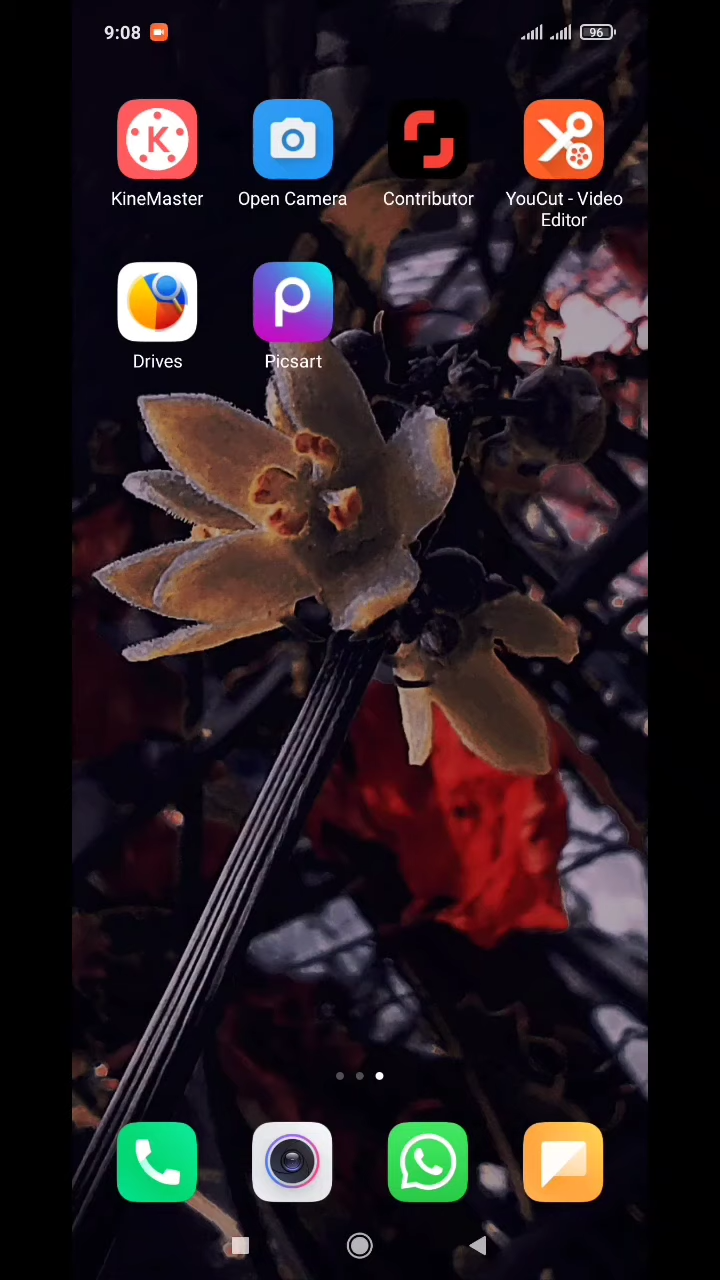 9:08
96
KineMaster
Open Camera
Contributor
YouCut - Video
Editor
Drives
Picsart